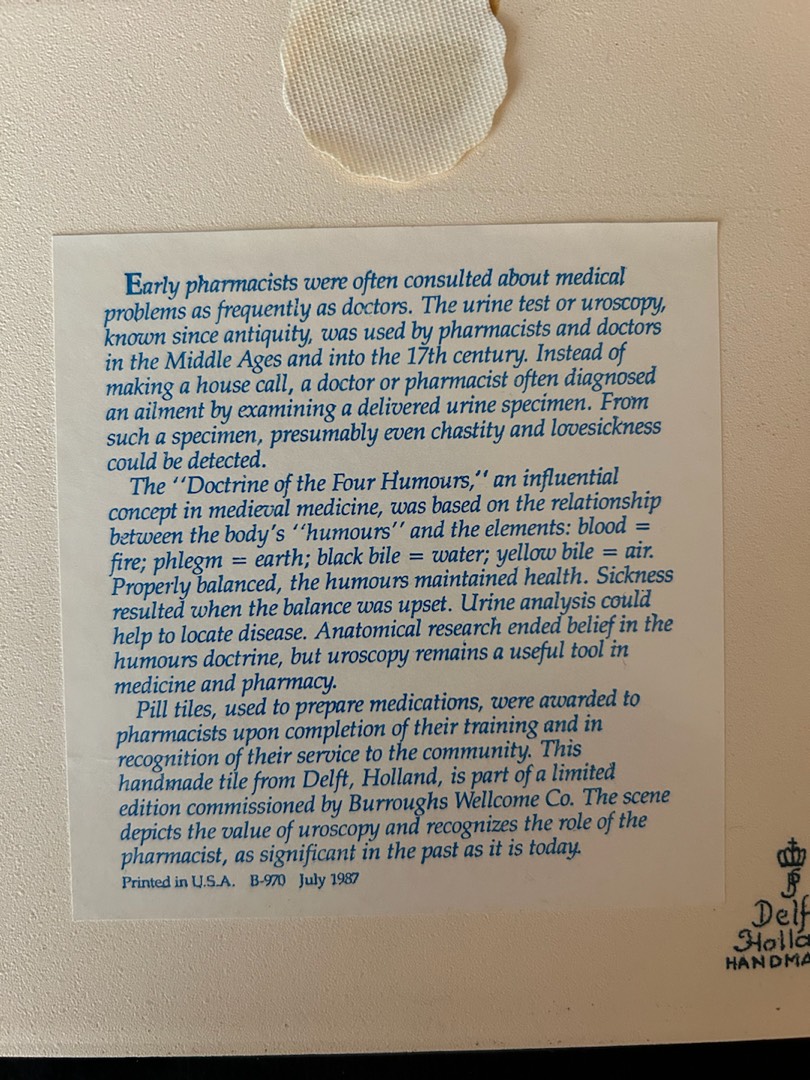 Early pharmacists were often consulted about medical
problems as frequently as doctors. The urine test or uroscopy,
known since antiquity, was used by pharmacists and doctors
in the Middle Ages and into the 17th century. Instead of
making a house call, a doctor or pharmacist often diagnosed
an ailment by examining a delivered urine specimen. From
such a specimen, presumably even chastity and lovesickness
could be detected.
The ‘‘Doctrine of the Four Humours,’’ an influential
concept in medieval medicine, was based on the relationship
between the body's ‘‘humours’’ and the elements: blood =
fire; phlegm = earth; black bile = water; yellow bile = air.
Properly balanced, the humours maintained health. Sickness
resulted when the balance was upset. Urine analysis could
help to locate disease. Anatomical research ended belief in the
humours doctrine, but uroscopy remains a useful tool in
medicine and pharmacy.
Pill tiles, used to prepare medications, were awarded to
pharmacists upon completion of their training and in
recognition of their service to the community. This
handmade tile from Delft, Holland, is part of a limited
edition commissioned by Burroughs Wellcome Co. The scene
depicts the value of uroscopy and recognizes the role of the
pharmacist, as significant in the past as it is today.
Printed in U.S.A. B-970 July 1987
Delf
Holla
HANDMA